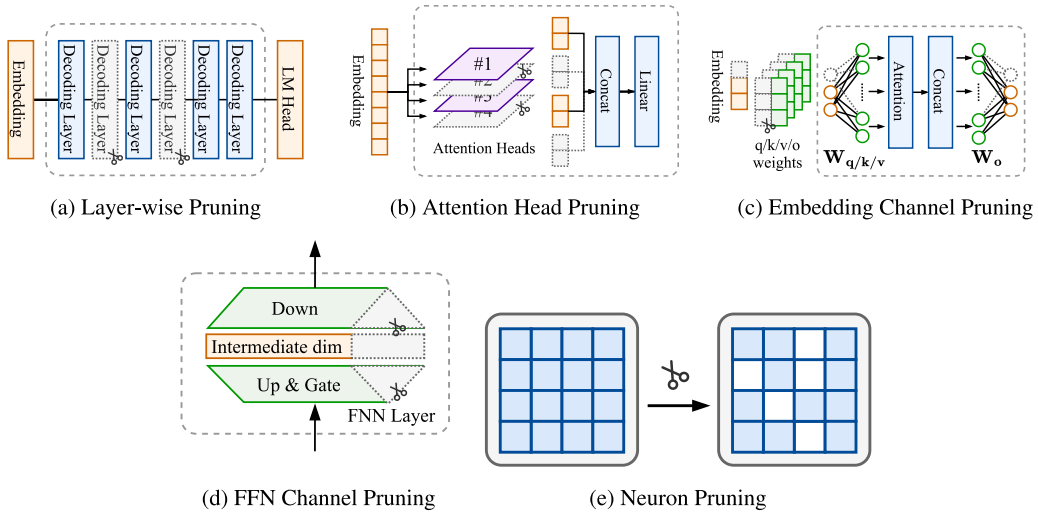 Embedding
Decoding Layer
Decoding Layer
Decoding Layer
Decoding Layer
Decoding Layer
Decoding Layer
LM Head
(a) Layer-wise Pruning
Embedding
#1
#2
#3
#4
Attention Heads
Concat
Linear
(b) Attention Head Pruning
Embedding
q/k/v/o
weights
W q/k/v
Attention
Concat
W o
(c) Embedding Channel Pruning
Down
Intermediate dim
Up & Gate
FNN Layer
(d) FFN Channel Pruning
(e) Neuron Pruning